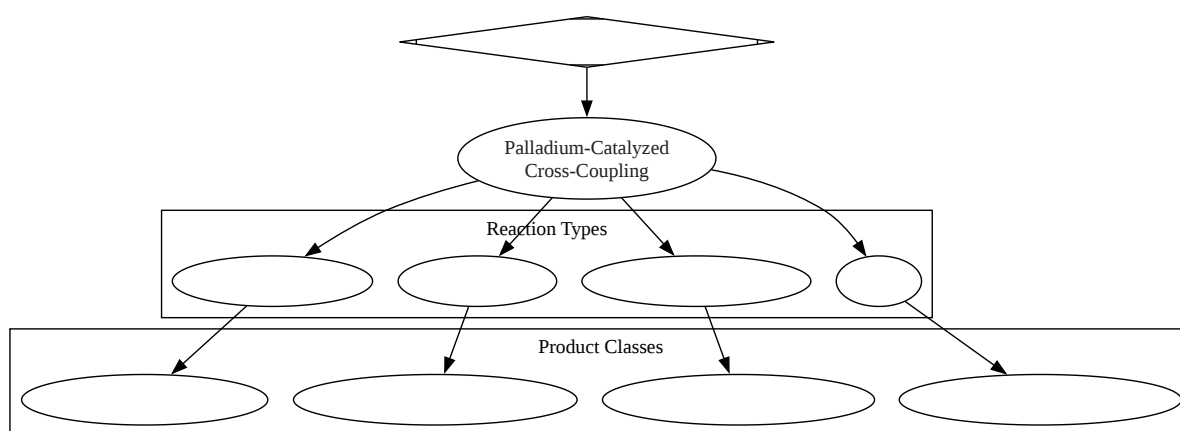 Palladium-Catalyzed
Cross-Coupling
Reaction Types
Product Classes